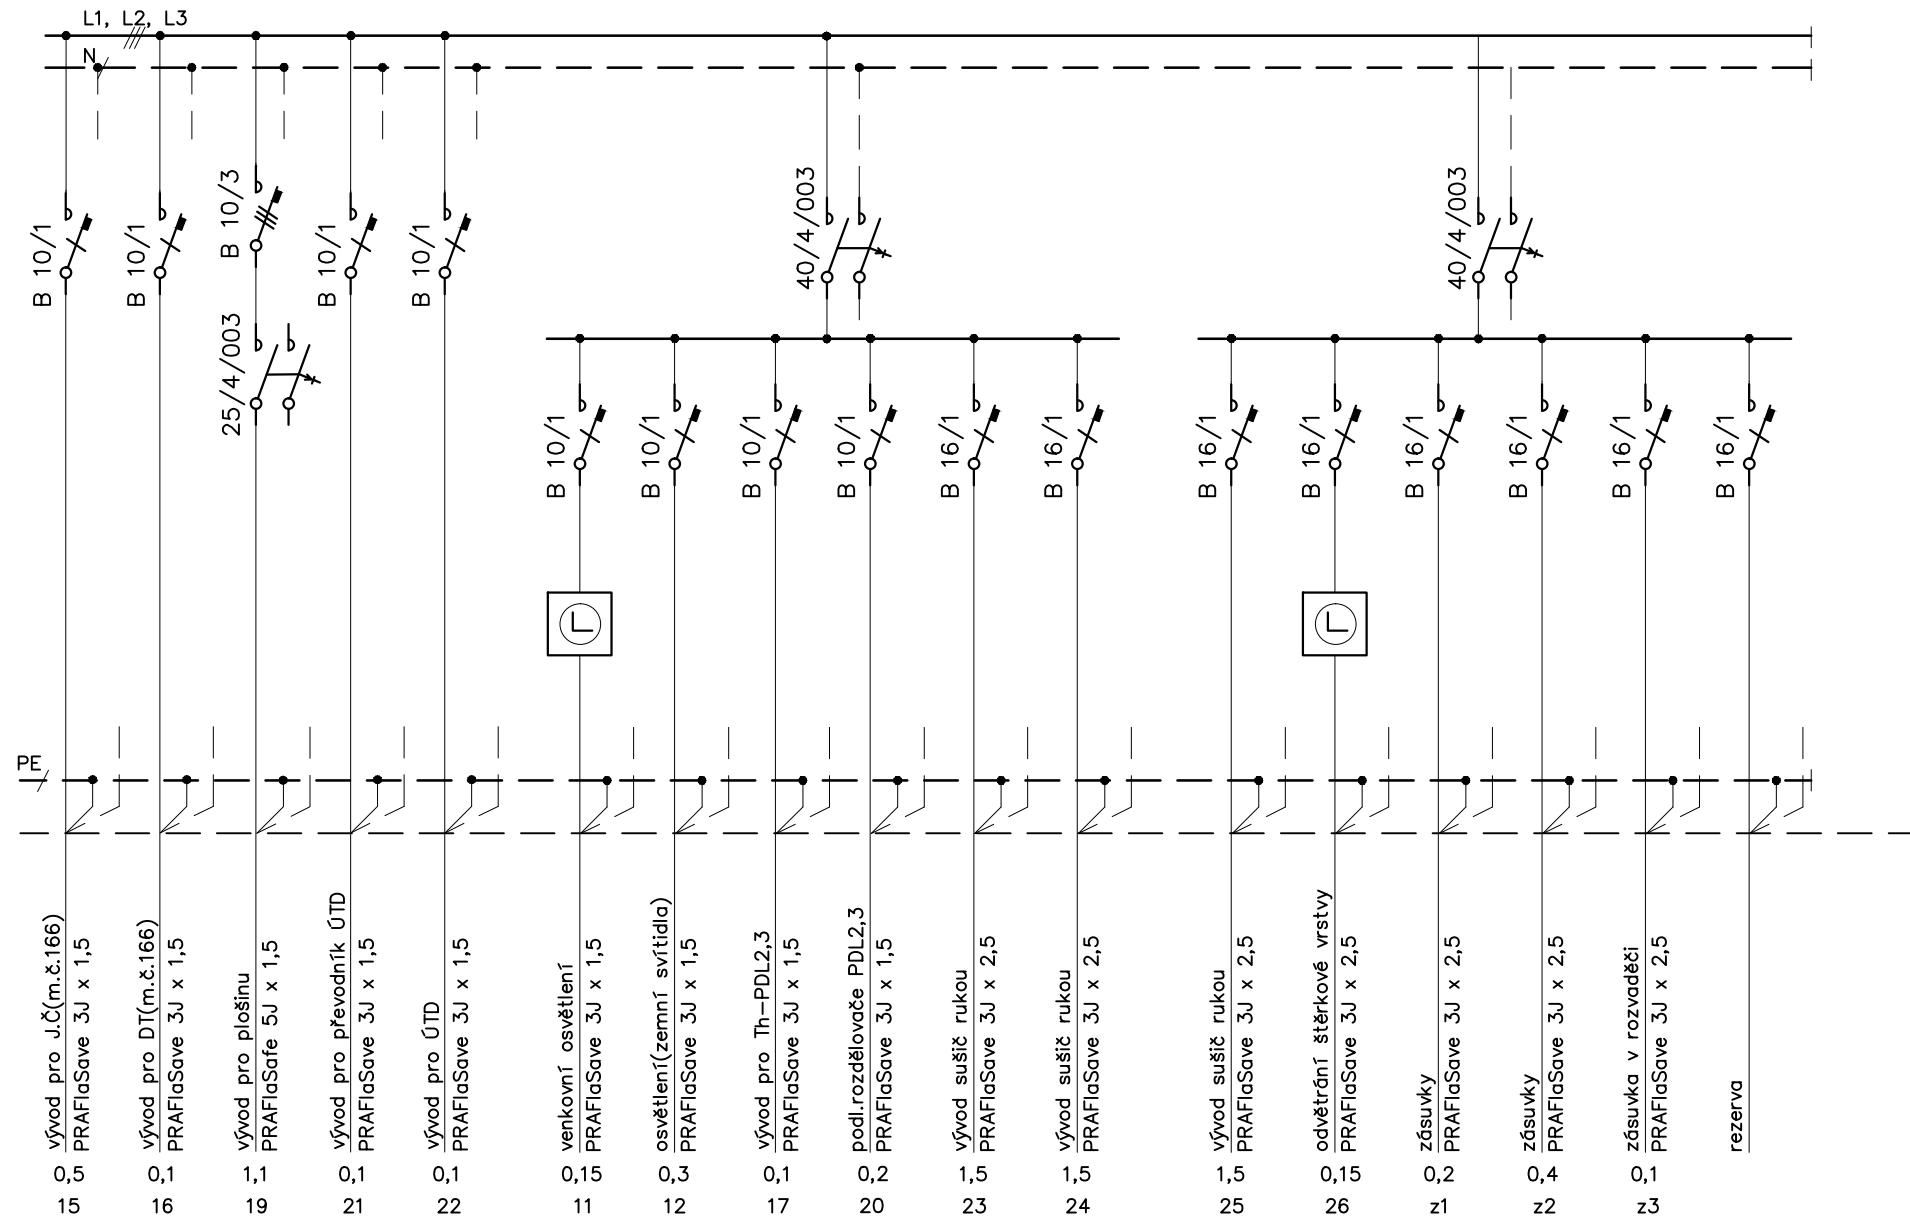 L1, L2, L3
N
B 10/1
B 10/1
B 10/3
25/4/003
B 10/1
B 10/1
40/4/003
40/4/003
B 10/1
B 10/1
B 10/1
B 10/1
B 16/1
B 16/1
B 16/1
B 16/1
B 16/1
B 16/1
B 16/1
B 16/1
PE
vývod pro J.Č(m.č.166)
PRAFlaSave 3J x 1,5
0,5
15
vývod pro DT(m.č.166)
PRAFlaSave 3J x 1,5
0,1
16
vývod pro plošinu
PRAFlaSafe 5J x 1,5
1,1
19
vývod pro převodník ÚTD
PRAFlaSave 3J x 1,5
0,1
21
vývod pro ÚTD
PRAFlaSave 3J x 1,5
0,1
22
venkovní osvětlení
PRAFlaSave 3J x 1,5
0,15
11
osvětlení(zemní svítidla)
PRAFlaSave 3J x 1,5
0,3
12
vývod pro Th-PDL2,3
PRAFlaSave 3J x 1,5
0,1
17
podl.rozdělovače PDL2,3
PRAFlaSave 3J x 1,5
0,2
20
vývod sušič rukou
PRAFlaSave 3J x 2,5
1,5
23
vývod sušič rukou
PRAFlaSave 3J x 2,5
1,5
24
vývod sušič rukou
PRAFlaSave 3J x 2,5
1,5
25
odvětrání štěrkové vrstvy
PRAFlaSave 3J x 2,5
0,15
26
zásuvky
PRAFlaSave 3J x 2,5
0,2
z1
zásuvky
PRAFlaSave 3J x 2,5
0,4
z2
zásuvka v rozvaděči
PRAFlaSave 3J x 2,5
0,1
z3
rezerva